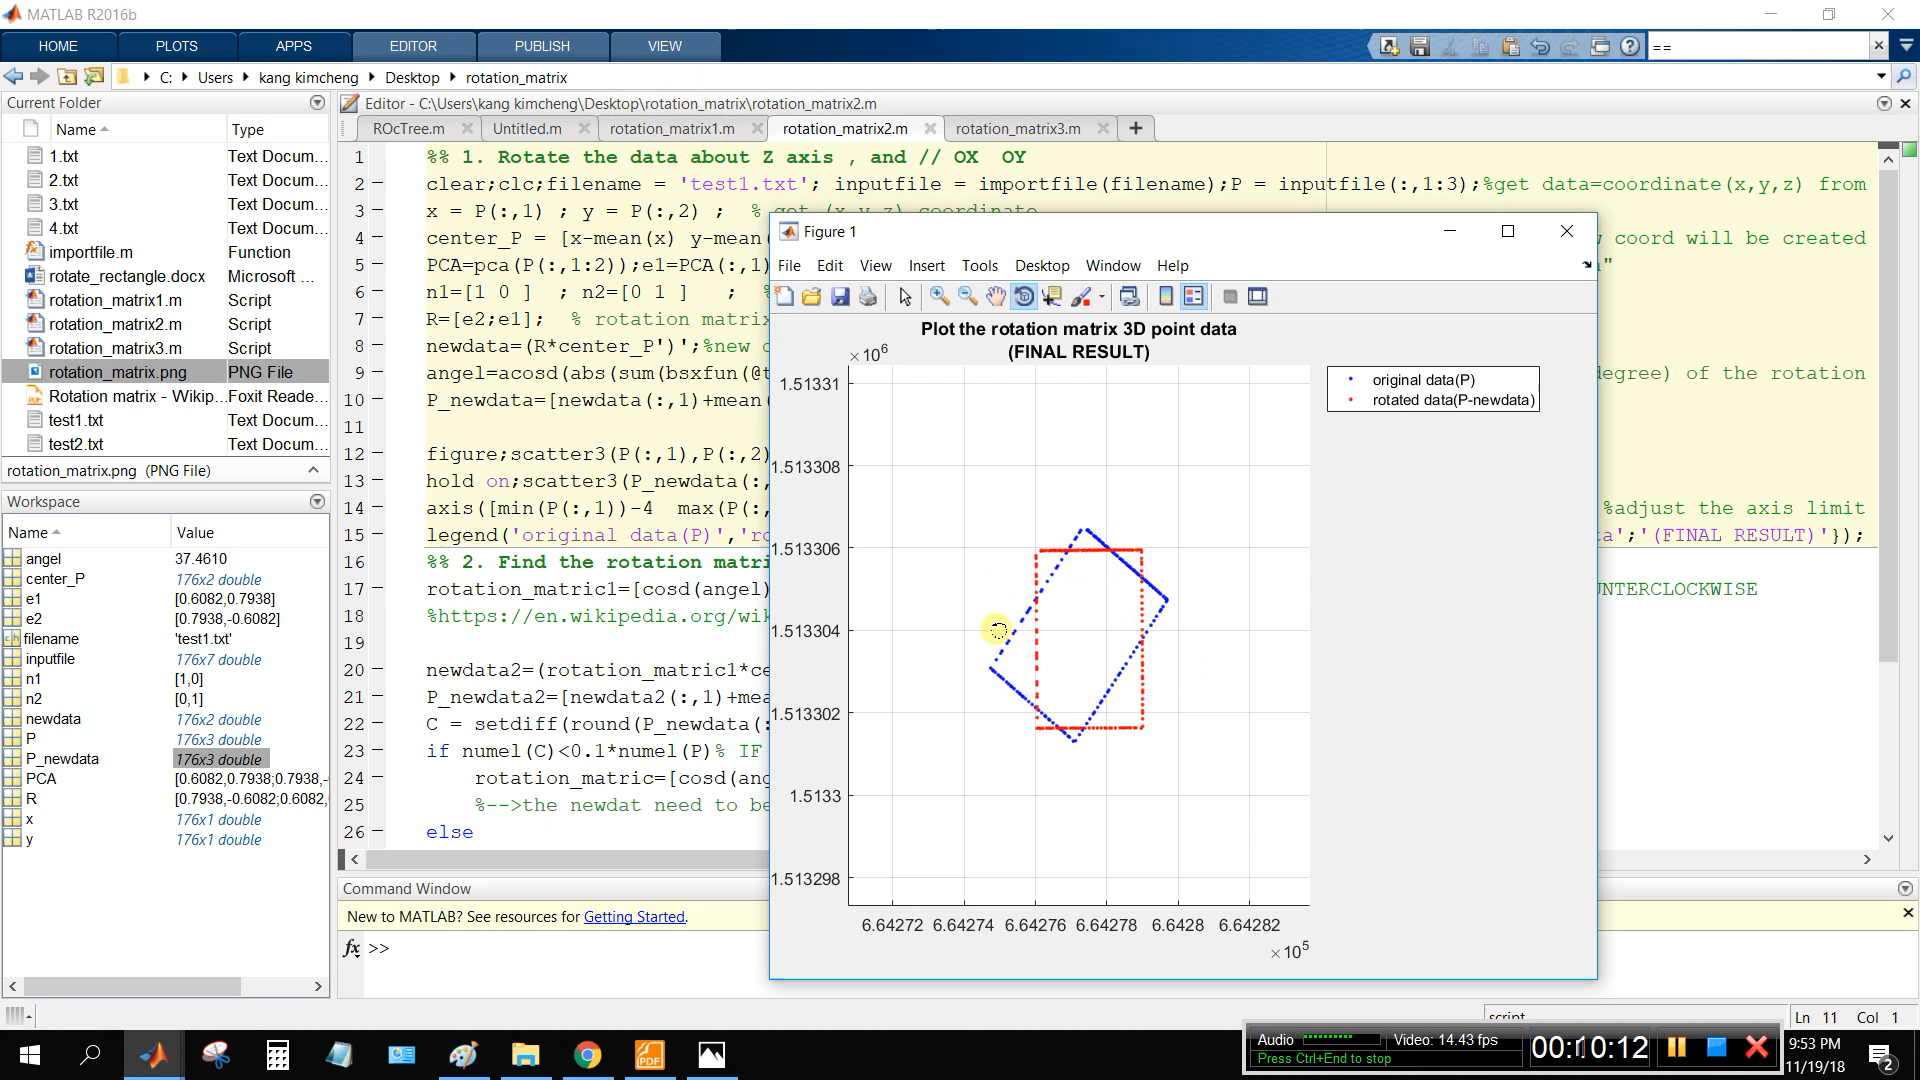 MATLAB R2016b
HOME PLOTS APPS EDITOR PUBLISH VIEW ==
C: Users kang kimcheng Desktop rotation_matrix
Current Folder
Name Type
1.txt Text Docum...
2.txt Text Docum...
3.txt Text Docum...
4.txt Text Docum...
importfile.m Function
rotate_rectangle.docx Microsoft ...
rotation_matrix1.m Script
rotation_matrix2.m Script
rotation_matrix3.m Script
rotation_matrix.png PNG File
Rotation matrix - Wikip... Foxit Reade...
test1.txt Text Docum...
test2.txt Text Docum...
rotation_matrix.png (PNG File)
Workspace
Name Value
angel 37.4610
center_P 176x2 double
e1 [0.6082,0.7938]
e2 [0.7938,-0.6082]
filename 'test1.txt'
inputfile 176x7 double
n1 [1,0]
n2 [0,1]
newdata 176x2 double
P 176x3 double
P_newdata 176x3 double
PCA [0.6082,0.7938;0.7938,-
R [0.7938,-0.6082;0.6082,
x 176x1 double
y 176x1 double
Editor - C:\Users\kang kimcheng\Desktop\rotation_matrix\rotation_matrix2.m
ROcTree.m Untitled.m rotation_matrix1.m rotation_matrix2.m rotation_matrix3.m
1 %% 1. Rotate the data about Z axis , and // OX OY
2 clear;clc;filename = 'test1.txt'; inputfile = importfile(filename);P = inputfile(:,1:3);%get data=coordinate(x,y,z) from
3 x = P(:,1) ; y = P(:,2) ; % get (x,y,z) coordinate
4 center_P = [x-mean(x) y-mean( coord will be created
5 PCA=pca(P(:,1:2));e1=PCA(:,1)
6 n1=[1 0 ] ; n2=[0 1 ] ; %
7 R=[e2;e1]; % rotation matrix
8 newdata=(R*center_P')';%new
9 angel=acosd(abs(sum(bsxfun(@t degree) of the rotation
10 P_newdata=[newdata(:,1)+mean(
11
12 figure;scatter3(P(:,1),P(:,2)
13 hold on;scatter3(P_newdata(:,
14 axis([min(P(:,1))-4 max(P(:, %adjust the axis limit
15 legend('original data(P)','ro ta';'(FINAL RESULT)'});
16 %% 2. Find the rotation matri
17 rotation_matric1=[cosd(angel) UNTERCLOCKWISE
18 %https://en.wikipedia.org/wik
19
20 newdata2=(rotation_matric1*ce
21 P_newdata2=[newdata2(:,1)+mea
22 C = setdiff(round(P_newdata(:
23 if numel(C)<0.1*numel(P)% IF
24 rotation_matric=[cosd(ang
25 %-->the newdat need to be
26 else
Figure 1
File Edit View Insert Tools Desktop Window Help
Plot the rotation matrix 3D point data
(FINAL RESULT)
×10^6
1.51331
1.513308
1.513306
1.513304
1.513302
1.5133
1.513298
6.64272 6.64274 6.64276 6.64278 6.6428 6.64282
×10^5
original data(P)
rotated data(P-newdata)
Command Window
New to MATLAB? See resources for Getting Started.
fx >>
script
Ln 11 Col 1
Audio Video: 14.43 fps
Press Ctrl+End to stop
00:10:12
9:53 PM
11/19/18
2
PDF